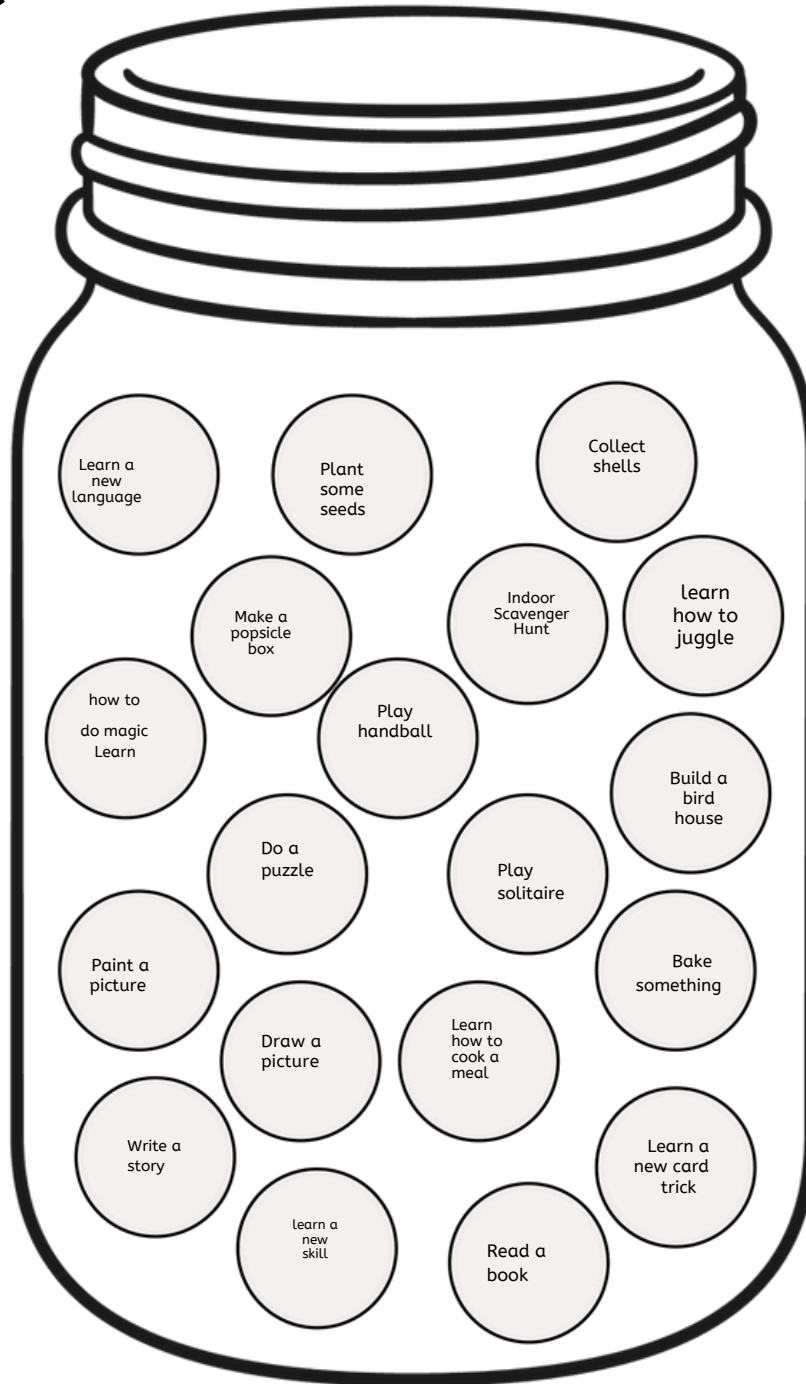 Learn a
new
language
Plant
some
seeds
Collect
shells
Make a
popsicle
box
Indoor
Scavenger
Hunt
learn
how to
juggle
how to
do magic
Learn
Play
handball
Build a
bird
house
Do a
puzzle
Play
solitaire
Paint a
picture
Bake
something
Draw a
picture
Learn
how to
cook a
meal
Write a
story
Learn a
new card
trick
learn a
new
skill
Read a
book